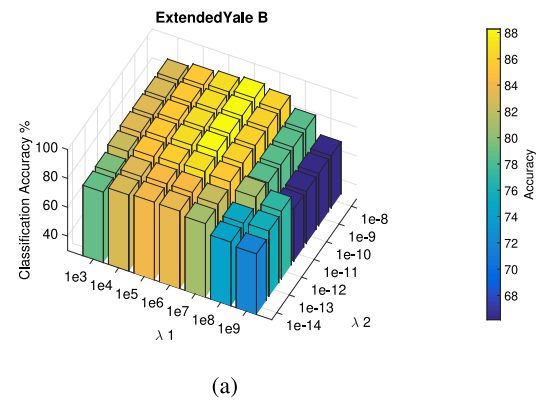 ExtendedYale B
Classification Accuracy %
100
80
60
40
1e3
1e4
1e5
1e6
1e7
1e8
1e9
λ 1
1e-8
1e-9
1e-10
1e-11
1e-12
1e-13
1e-14
λ 2
88
86
84
82
80
78
76
74
72
70
68
Accuracy
(a)